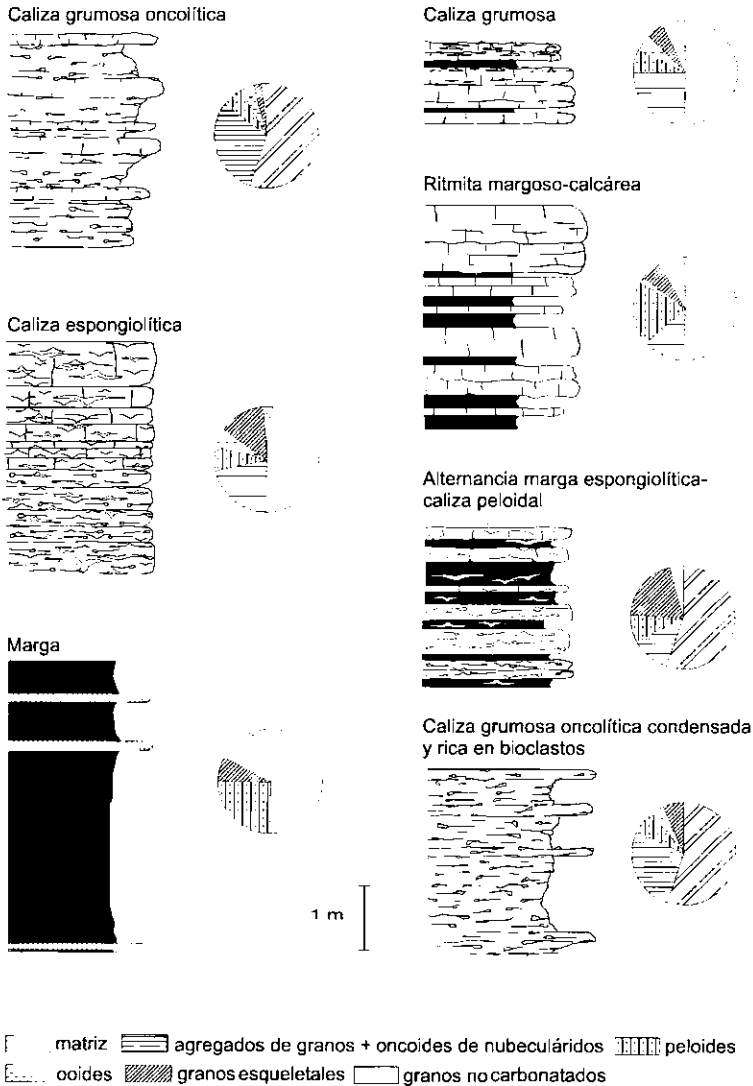 Caliza grumosa oncolítica
Caliza espongiolítica
Marga
1 m
Caliza grumosa
Ritmita margoso-calcárea
Alternancia marga espongiolítica-
caliza peloidal
Caliza grumosa oncolítica condensada
y rica en bioclastos
matriz agregados de granos + oncoides de nubeculáridos peloides
ooides granos esqueletales granos no carbonatados